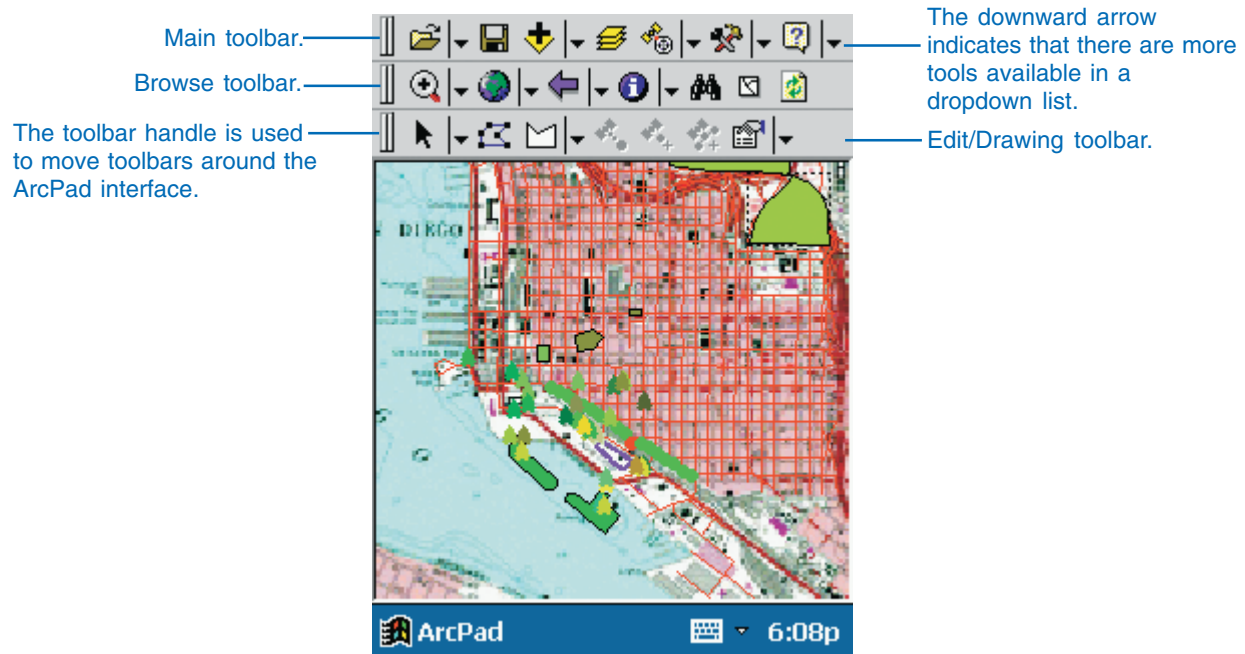 Main toolbar.
Browse toolbar.
The toolbar handle is used
to move toolbars around the
ArcPad interface.
The downward arrow
indicates that there are more
tools available in a
dropdown list.
Edit/Drawing toolbar.
DIEGO
ArcPad
6:08p